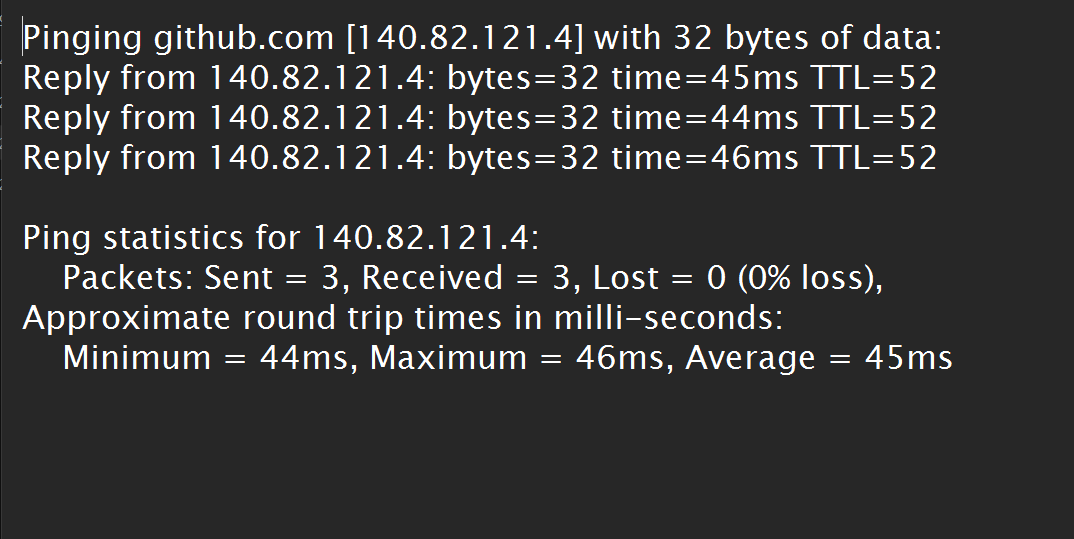 Pinging github.com [140.82.121.4] with 32 bytes of data:
Reply from 140.82.121.4: bytes=32 time=45ms TTL=52
Reply from 140.82.121.4: bytes=32 time=44ms TTL=52
Reply from 140.82.121.4: bytes=32 time=46ms TTL=52

Ping statistics for 140.82.121.4:
    Packets: Sent = 3, Received = 3, Lost = 0 (0% loss),
Approximate round trip times in milli-seconds:
    Minimum = 44ms, Maximum = 46ms, Average = 45ms